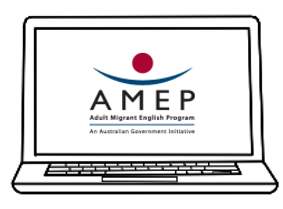 AMEP
Adult Migrant English Program
An Australian Government Initiative